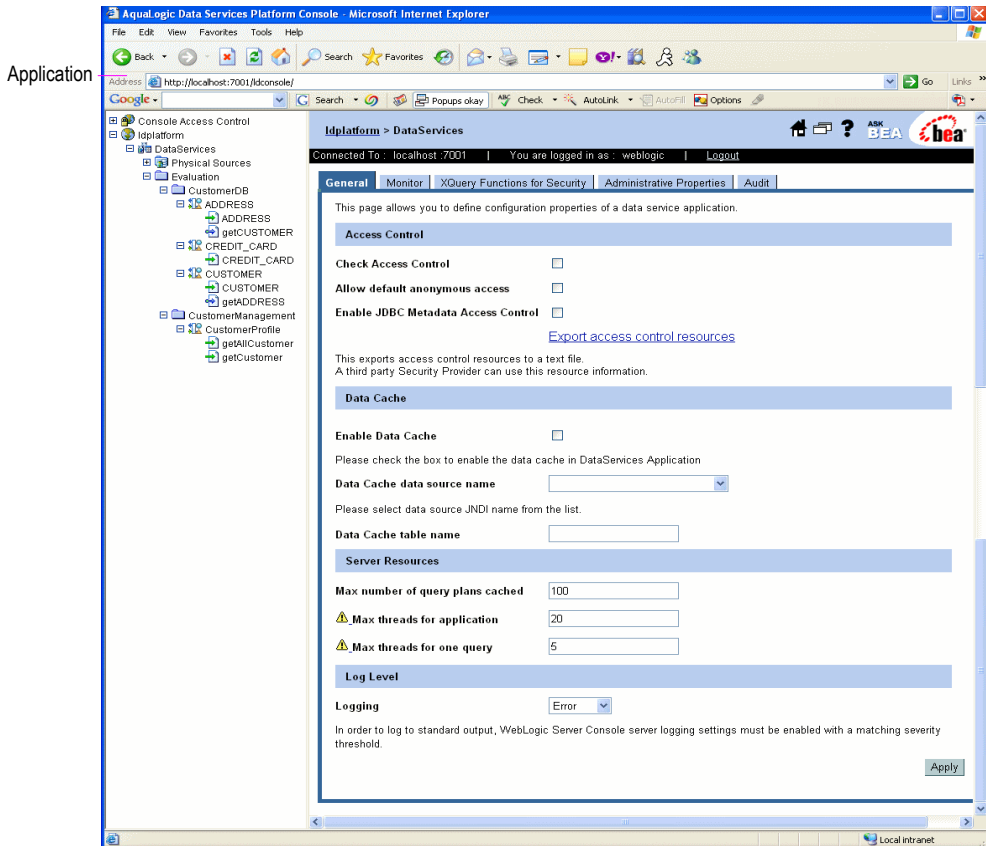 AquaLogic Data Services Platform Console - Microsoft Internet Explorer
File Edit View Favorites Tools Help
Back Search Favorites
Application
Address http://localhost:7001/ldconsole/ Go Links »
Google Search Popups okay Check AutoLink AutoFill Options
Console Access Control
ldplatform
DataServices
Physical Sources
Evaluation
CustomerDB
ADDRESS
ADDRESS
getCUSTOMER
CREDIT_CARD
CREDIT_CARD
CUSTOMER
CUSTOMER
getADDRESS
CustomerManagement
CustomerProfile
getAllCustomer
getCustomer
ldplatform > DataServices
? ASK BEA bea
Connected To : localhost :7001 | You are logged in as : weblogic | Logout
General Monitor XQuery Functions for Security Administrative Properties Audit
This page allows you to define configuration properties of a data service application.
Access Control
Check Access Control
Allow default anonymous access
Enable JDBC Metadata Access Control
Export access control resources
This exports access control resources to a text file.
A third party Security Provider can use this resource information.
Data Cache
Enable Data Cache
Please check the box to enable the data cache in DataServices Application
Data Cache data source name
Please select data source JNDI name from the list.
Data Cache table name
Server Resources
Max number of query plans cached 100
Max threads for application 20
Max threads for one query 5
Log Level
Logging Error
In order to log to standard output, WebLogic Server Console server logging settings must be enabled with a matching severity
threshold.
Apply
Local intranet